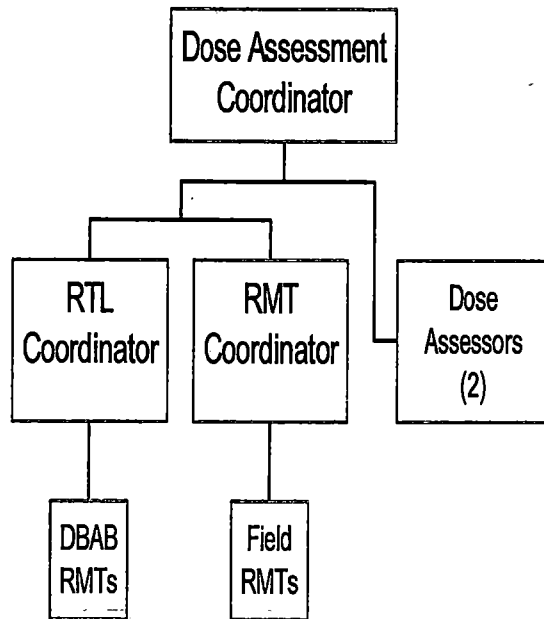 Dose Assessment
Coordinator
RTL
Coordinator
RMT
Coordinator
Dose
Assessors
(2)
DBAB
RMTs
Field
RMTs